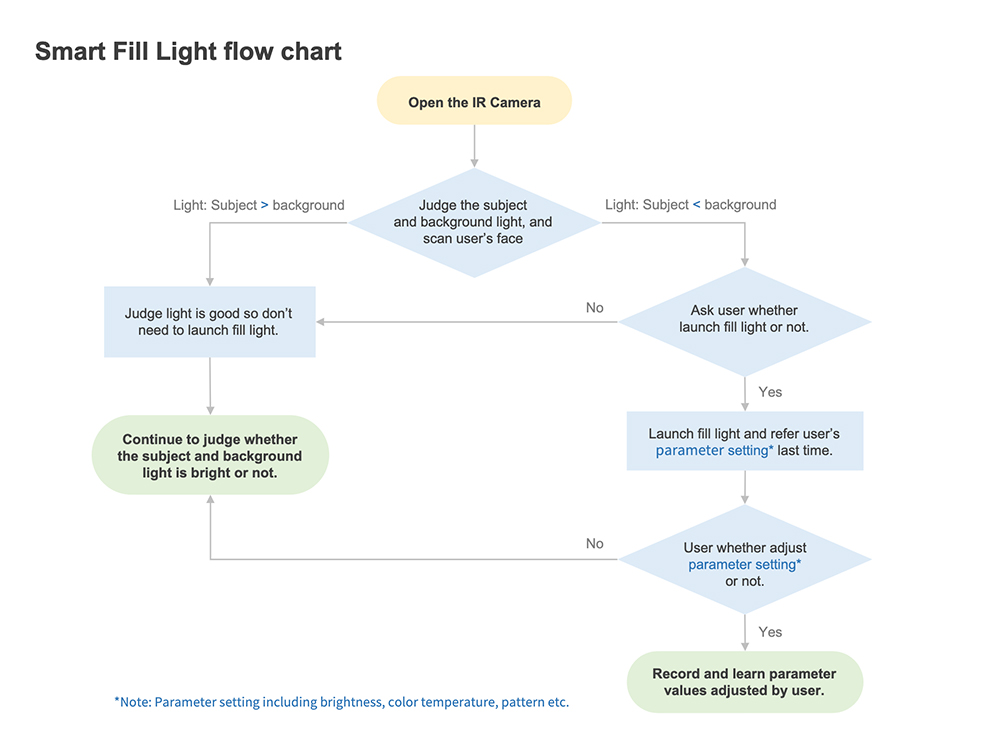 Smart Fill Light flow chart
Open the IR Camera
Light: Subject > background
Judge the subject
and background light, and
scan user's face
Light: Subject < background
Judge light is good so don't
need to launch fill light.
No
Ask user whether
launch fill light or not.
Yes
Continue to judge whether
the subject and background
light is bright or not.
Launch fill light and refer user's
parameter setting* last time.
No
User whether adjust
parameter setting*
or not.
Yes
Record and learn parameter
values adjusted by user.
*Note: Parameter setting including brightness, color temperature, pattern etc.